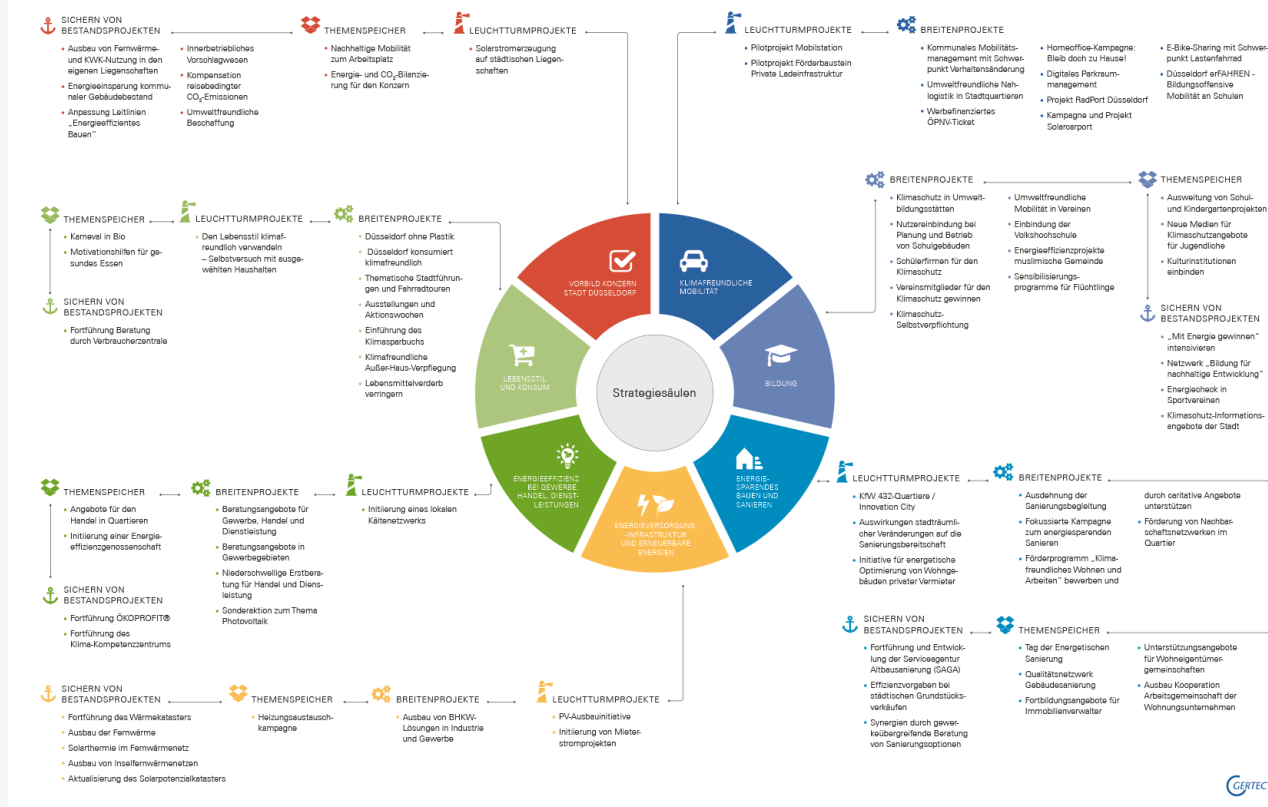 SICHERN VON
BESTANDSPROJEKTEN
• Ausbau von Fernwärme-
und KWK-Nutzung in den
eigenen Liegenschaften
• Energieeinsparung kommu-
naler Gebäudebestand
• Anpassung Leitlinien
„Energieeffizientes
Bauen“
• Innerbetriebliches
Vorschlagwesen
• Kompensation
reisebedingter
CO₂-Emissionen
• Umweltfreundliche
Beschaffung
THEMENSPEICHER
• Nachhaltige Mobilität
zum Arbeitsplatz
• Energie- und CO₂-Bilanzie-
rung für den Konzern
LEUCHTTURMPROJEKTE
• Solarstromerzeugung
auf städtischen Liegen-
schaften
LEUCHTTURMPROJEKTE
• Pilotprojekt Mobilstation
• Pilotprojekt Förderbaustein
Private Ladeinfrastruktur
BREITENPROJEKTE
• Kommunales Mobilitäts-
management mit Schwer-
punkt Verhaltensänderung
• Umweltfreundliche Nah-
logistik in Stadtquartieren
• Werbefinanziertes
ÖPNV-Ticket
• Homeoffice-Kampagne:
Bleib doch zu Hause!
• Digitales Parkraum-
management
• Projekt RadPort Düsseldorf
• Kampagne und Projekt
Solarcarport
• E-Bike-Sharing mit Schwer-
punkt Lastenfahrrad
• Düsseldorf erFAHREN -
Bildungsoffensive
Mobilität an Schulen
THEMENSPEICHER
• Karneval in Bio
• Motivationshilfen für ge-
sundes Essen
SICHERN VON
BESTANDSPROJEKTEN
• Fortführung Beratung
durch Verbraucherzentrale
LEUCHTTURMPROJEKTE
• Den Lebensstil klimaf-
reundlich verwandeln
– Selbstversuch mit ausge-
wählten Haushalten
BREITENPROJEKTE
• Düsseldorf ohne Plastik
• Düsseldorf konsumiert
klimafreundlich
• Thematische Stadtführun-
gen und Fahrradtouren
• Ausstellungen und
Aktionswochen
• Einführung des
Klimasparbuchs
• Klimafreundliche
Außer-Haus-Verpflegung
• Lebensmittelverderb
verringern
BREITENPROJEKTE
• Klimaschutz in Umwelt-
bildungsstätten
• Nutzereinbindung bei
Planung und Betrieb
von Schulgebäuden
• Schülerfirmen für den
Klimaschutz
• Vereinsmitglieder für den
Klimaschutz gewinnen
• Klimaschutz-
Selbstverpflichtung
• Umweltfreundliche
Mobilität in Vereinen
• Einbindung der
Volkshochschule
• Energieeffizienzprojekte
muslimische Gemeinde
• Sensibilisierungs-
programme für Flüchtlinge
THEMENSPEICHER
• Ausweitung von Schul-
und Kindergartenprojekten
• Neue Medien für
Klimaschutzangebote
für Jugendliche
• Kulturinstitutionen
einbinden
SICHERN VON
BESTANDSPROJEKTEN
• „Mit Energie gewinnen“
intensivieren
• Netzwerk „Bildung für
nachhaltige Entwicklung“
• Energiecheck in
Sportvereinen
• Klimaschutz-Informations-
angebote der Stadt
VORBILD KONZERN
STADT DÜSSELDORF
KLIMAFREUNDLICHE
MOBILITÄT
LEBENSSTIL
UND KONSUM
Strategiesäulen
BILDUNG
ENERGIEEFFIZIENZ
BEI GEWERBE,
HANDEL, DIENST-
LEISTUNGEN
ENERGIEVERSORGUNG,
-INFRASTRUKTUR
UND ERNEUERBARE
ENERGIEN
ENERGIE-
SPARENDES
BAUEN UND
SANIEREN
THEMENSPEICHER
• Angebote für den
Handel in Quartieren
• Initiierung einer Energie-
effizienzgenossenschaft
SICHERN VON
BESTANDSPROJEKTEN
• Fortführung ÖKOPROFIT®
• Fortführung des
Klima-Kompetenzzentrums
BREITENPROJEKTE
• Beratungsangebote für
Gewerbe, Handel und
Dienstleistung
• Beratungsangebote in
Gewerbegebieten
• Niederschwellige Erstbera-
tung für Handel und Diens-
leistung
• Sonderaktion zum Thema
Photovoltaik
LEUCHTTURMPROJEKTE
• Initiierung eines lokalen
Kältenetzwerks
LEUCHTTURMPROJEKTE
• KfW 432-Quartiere /
Innovation City
• Auswirkungen stadträumli-
cher Veränderungen auf die
Sanierungsbereitschaft
• Initiative für energetische
Optimierung von Wohnge-
bäuden privater Vermieter
BREITENPROJEKTE
• Ausdehnung der
Sanierungsbegleitung
• Fokussierte Kampagne
zum energiesparenden
Sanieren
• Förderprogramm „Klima-
freundliches Wohnen und
Arbeiten“ bewerben und
durch caritative Angebote
unterstützen
• Förderung von Nachbar-
schaftsnetzwerken im
Quartier
SICHERN VON
BESTANDSPROJEKTEN
• Fortführung und Entwick-
lung der Serviceagentur
Altbausanierung (SAGA)
• Effizienzvorgaben bei
städtischen Grundstücks-
verkäufen
• Synergien durch gewer-
keübergreifende Beratung
von Sanierungsoptionen
THEMENSPEICHER
• Tag der Energetischen
Sanierung
• Qualitätsnetzwerk
Gebäudesanierung
• Fortbildungsangebote für
Immobilienverwalter
• Unterstützungsangebote
für Wohneigentümer-
gemeinschaften
• Ausbau Kooperation
Arbeitsgemeinschaft der
Wohnungsunternehmen
SICHERN VON
BESTANDSPROJEKTEN
• Fortführung des Wärmekatasters
• Ausbau der Fernwärme
• Solarthermie im Fernwärmenetz
• Ausbau von Inselfernwärmenetzen
• Aktualisierung des Solarpotenzialkatasters
THEMENSPEICHER
• Heizungsaustausch-
kampagne
BREITENPROJEKTE
• Ausbau von BHKW-
Lösungen in Industrie
und Gewerbe
LEUCHTTURMPROJEKTE
• PV-Ausbauinitiative
• Initiierung von Mieter-
stromprojekten
GERTEC